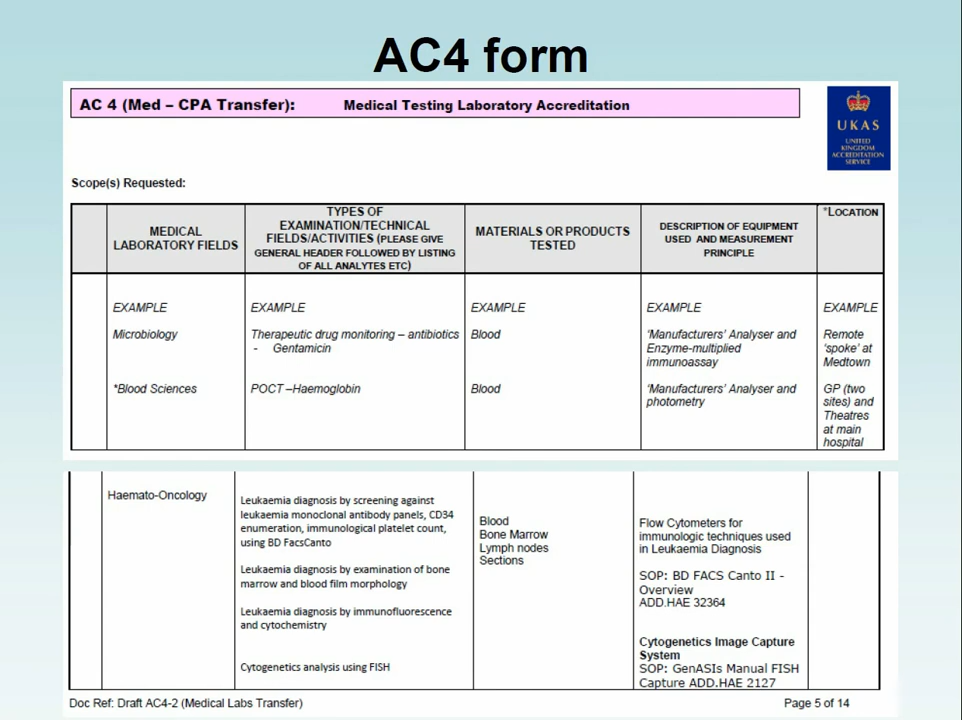 AC4 form
AC 4 (Med – CPA Transfer): Medical Testing Laboratory Accreditation
UKAS
UNITED
KINGDOM
ACCREDITATION
SERVICE
Scope(s) Requested:
MEDICAL
LABORATORY FIELDS
TYPES OF
EXAMINATION/TECHNICAL
FIELDS/ACTIVITIES (PLEASE GIVE
GENERAL HEADER FOLLOWED BY LISTING
OF ALL ANALYTES ETC)
MATERIALS OR PRODUCTS
TESTED
DESCRIPTION OF EQUIPMENT
USED AND MEASUREMENT
PRINCIPLE
*LOCATION
EXAMPLE
Microbiology
*Blood Sciences
EXAMPLE
Therapeutic drug monitoring – antibiotics
- Gentamicin
POCT –Haemoglobin
EXAMPLE
Blood
Blood
EXAMPLE
'Manufacturers' Analyser and
Enzyme-multiplied
immunoassay
'Manufacturers' Analyser and
photometry
EXAMPLE
Remote
'spoke' at
Medtown
GP (two
sites) and
Theatres
at main
hospital
Haemato-Oncology
Leukaemia diagnosis by screening against
leukaemia monoclonal antibody panels, CD34
enumeration, immunological platelet count,
using BD FacsCanto
Leukaemia diagnosis by examination of bone
marrow and blood film morphology
Leukaemia diagnosis by immunofluorescence
and cytochemistry
Cytogenetics analysis using FISH
Blood
Bone Marrow
Lymph nodes
Sections
Flow Cytometers for
immunologic techniques used
in Leukaemia Diagnosis
SOP: BD FACS Canto II -
Overview
ADD.HAE 32364
Cytogenetics Image Capture
System
SOP: GenASIs Manual FISH
Capture ADD.HAE 2127
Doc Ref: Draft AC4-2 (Medical Labs Transfer)
Page 5 of 14